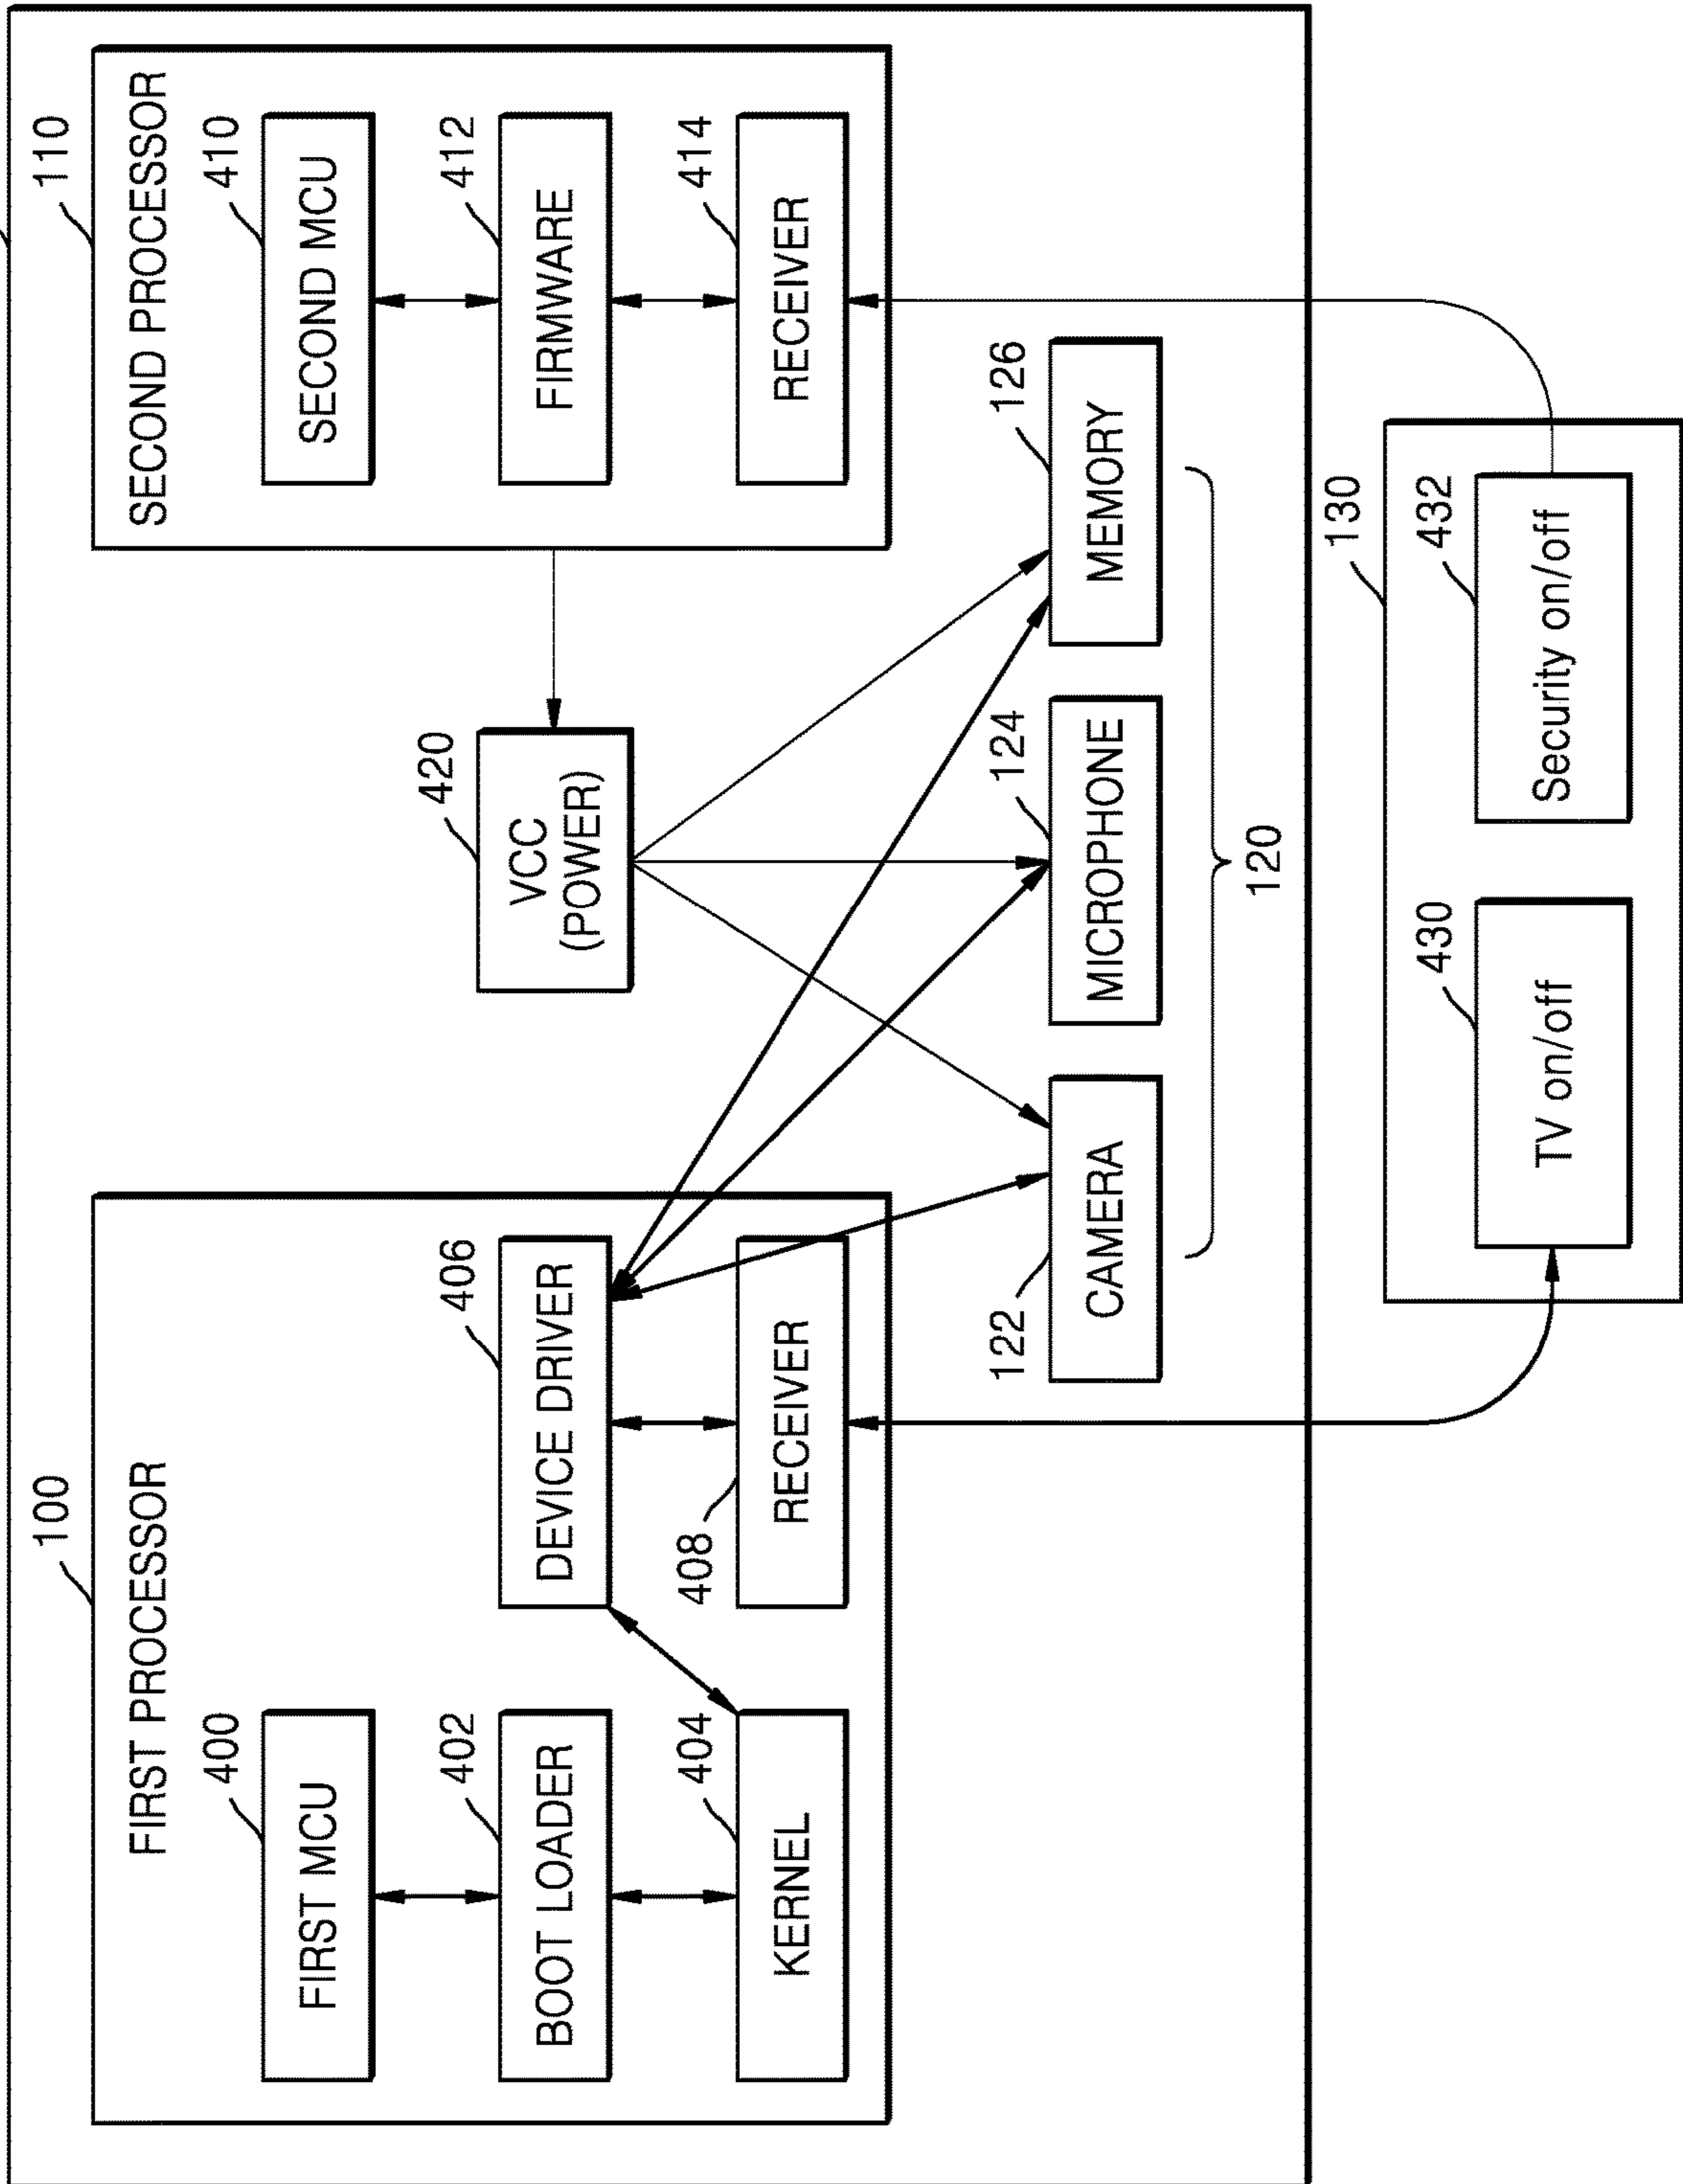 100
110
FIRST PROCESSOR
SECOND PROCESSOR
400
FIRST MCU
410
SECOND MCU
402
BOOT LOADER
406
DEVICE DRIVER
420
VCC
(POWER)
412
FIRMWARE
404
KERNEL
408
RECEIVER
414
RECEIVER
122
CAMERA
124
MICROPHONE
126
MEMORY
120
130
430
TV on/off
432
Security on/off